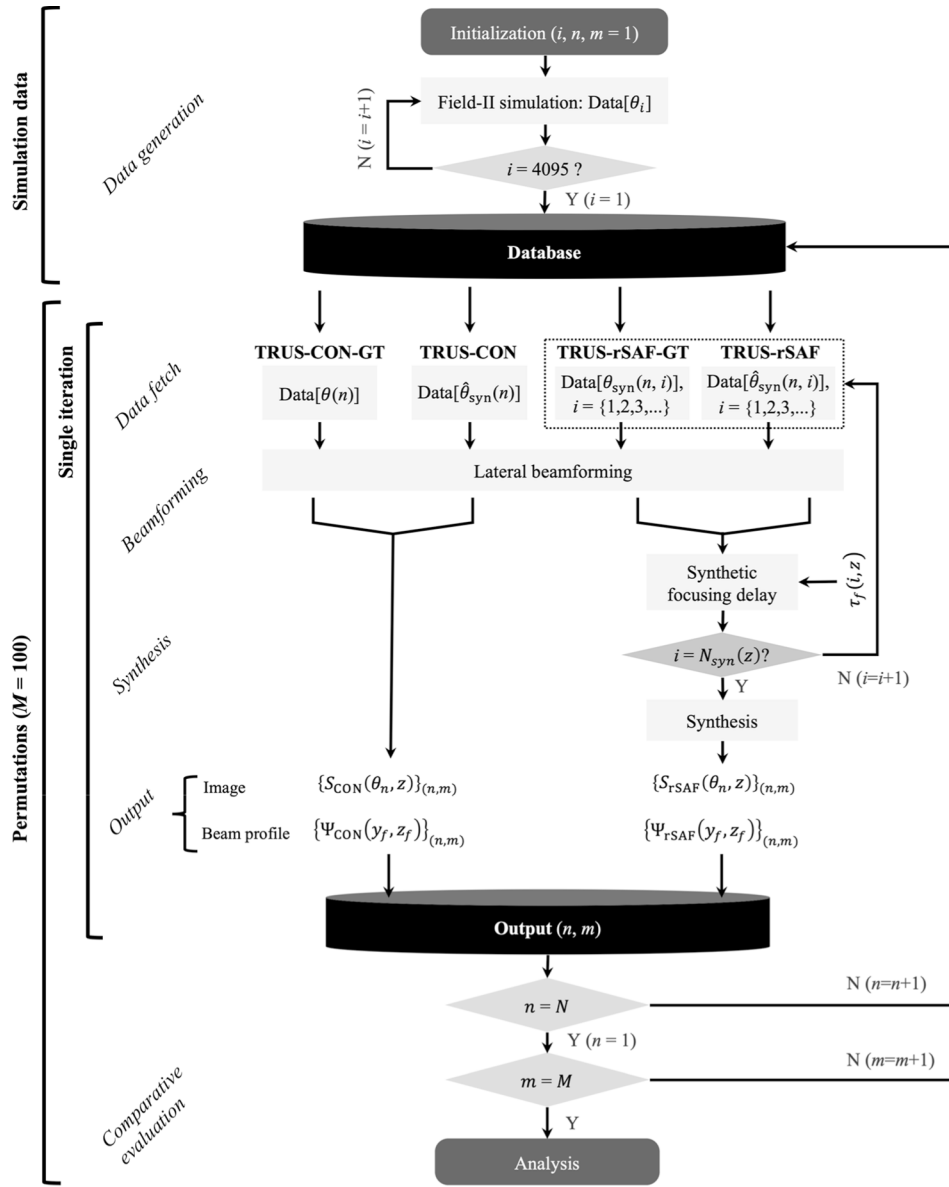 Initialization (i, n, m = 1)
Simulation data
Data generation
Field-II simulation: Data[θ_i]
N (i = i+1)
i = 4095 ?
Y (i = 1)
Database
Permutations (M = 100)
Single iteration
Data fetch
TRUS-CON-GT
TRUS-CON
TRUS-rSAF-GT
TRUS-rSAF
Data[θ(n)]
Data[θ̂_syn(n)]
Data[θ_syn(n, i)],
i = {1,2,3,...}
Data[θ̂_syn(n, i)],
i = {1,2,3,...}
Beamforming
Lateral beamforming
Synthesis
Synthetic
focusing delay
τ_f(i,z)
i = N_syn(z)?
N (i=i+1)
Y
Synthesis
Output
Image
{S_CON(θ_n, z)}_(n,m)
{S_rSAF(θ_n, z)}_(n,m)
Beam profile
{Ψ_CON(y_f, z_f)}_(n,m)
{Ψ_rSAF(y_f, z_f)}_(n,m)
Output (n, m)
n = N
N (n=n+1)
Y (n = 1)
Comparative
evaluation
m = M
N (m=m+1)
Y
Analysis